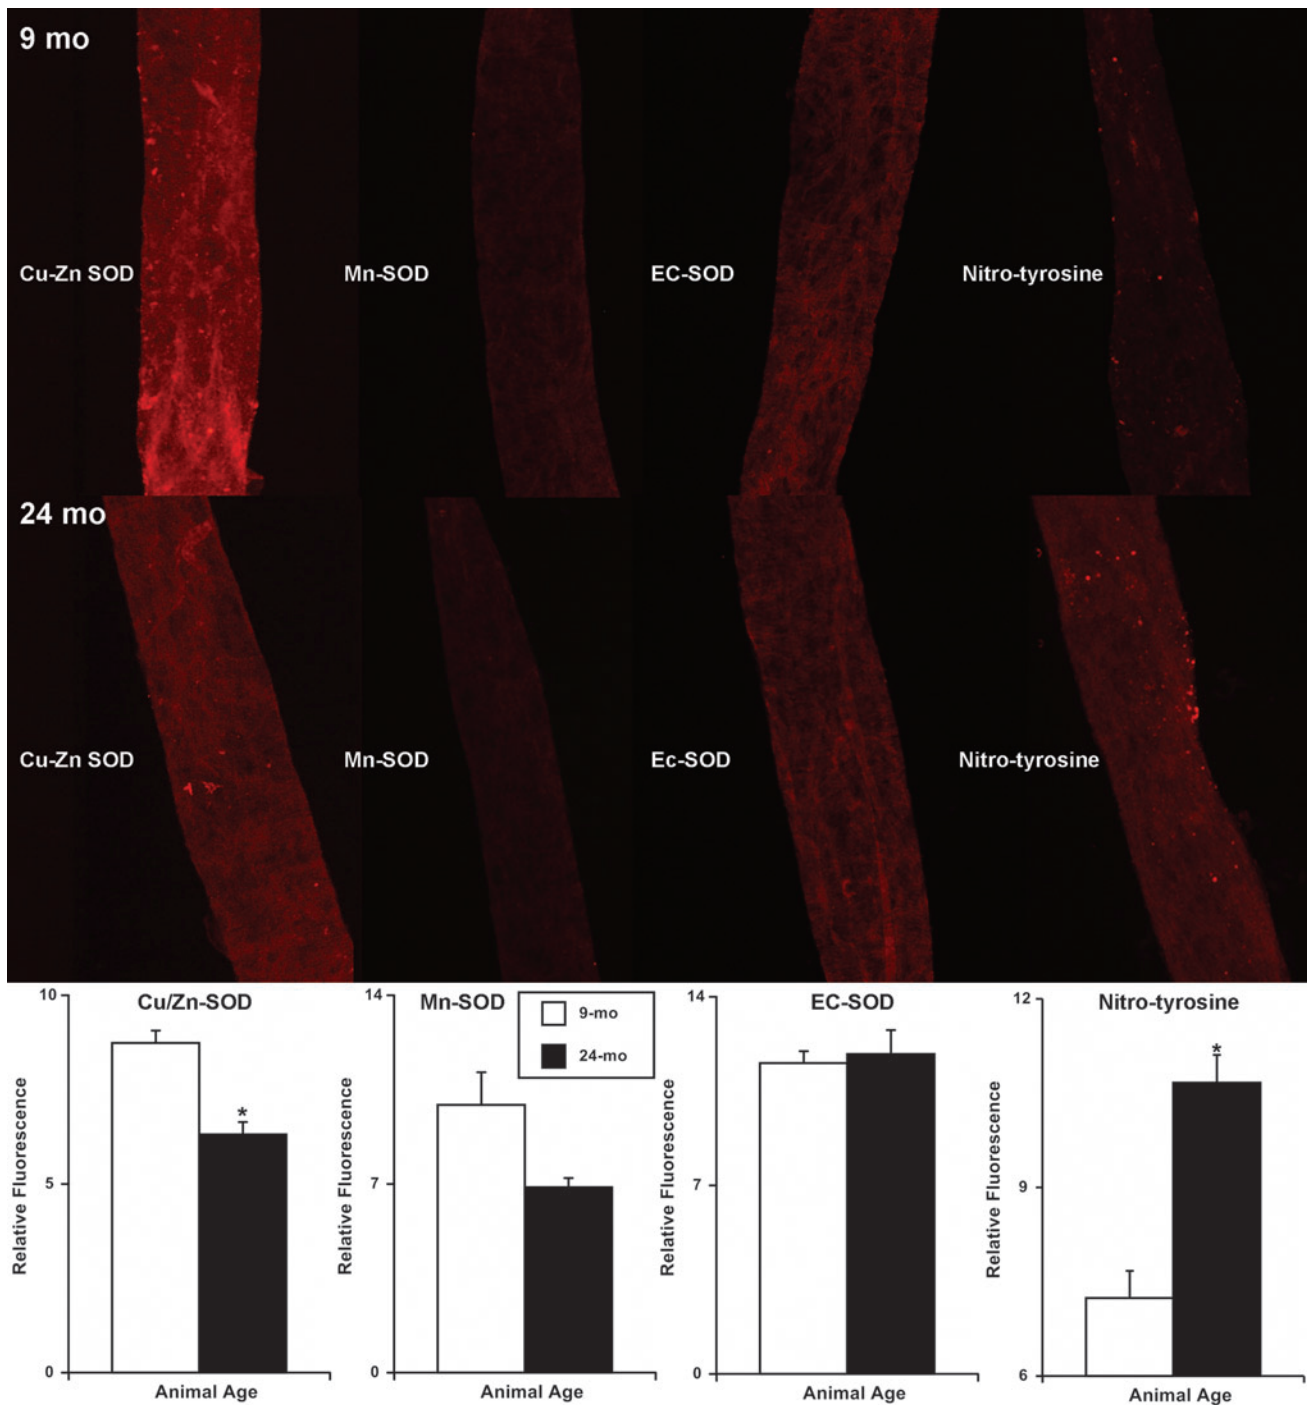 9 mo
Cu-Zn SOD
Mn-SOD
EC-SOD
Nitro-tyrosine
24 mo
Cu-Zn SOD
Mn-SOD
Ec-SOD
Nitro-tyrosine
Cu/Zn-SOD
10
5
0
Relative Fluorescence
*
Animal Age
Mn-SOD
14
7
0
Relative Fluorescence
9-mo
24-mo
Animal Age
EC-SOD
14
7
0
Relative Fluorescence
Animal Age
Nitro-tyrosine
12
9
6
Relative Fluorescence
*
Animal Age